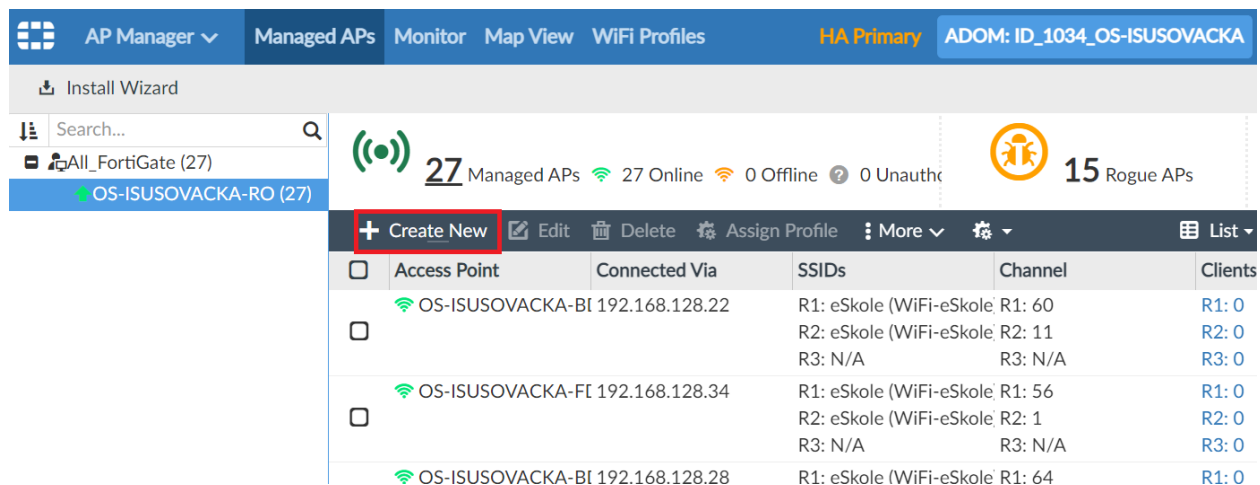 AP Manager Managed APs Monitor Map View WiFi Profiles HA Primary ADOM: ID_1034_OS-ISUSOVACKA
Install Wizard
Search...
All_FortiGate (27)
OS-ISUSOVACKA-RO (27)
27 Managed APs 27 Online 0 Offline 0 Unautho
15 Rogue APs
Create New Edit Delete Assign Profile More List
Access Point Connected Via SSIDs Channel Clients
OS-ISUSOVACKA-BD 192.168.128.22 R1: eSkole (WiFi-eSkole) R1: 60 R1: 0
R2: eSkole (WiFi-eSkole) R2: 11 R2: 0
R3: N/A R3: N/A R3: 0
OS-ISUSOVACKA-FD 192.168.128.34 R1: eSkole (WiFi-eSkole) R1: 56 R1: 0
R2: eSkole (WiFi-eSkole) R2: 1 R2: 0
R3: N/A R3: N/A R3: 0
OS-ISUSOVACKA-BD 192.168.128.28 R1: eSkole (WiFi-eSkole) R1: 64 R1: 0